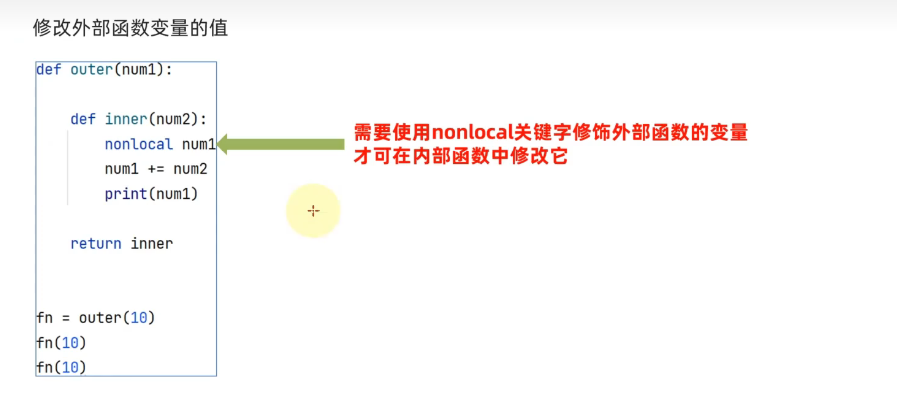 修改外部函数变量的值
def outer(num1):
def inner(num2):
nonlocal num1
num1 += num2
print(num1)
return inner
fn = outer(10)
fn(10)
fn(10)
需要使用nonlocal关键字修饰外部函数的变量
才可在内部函数中修改它